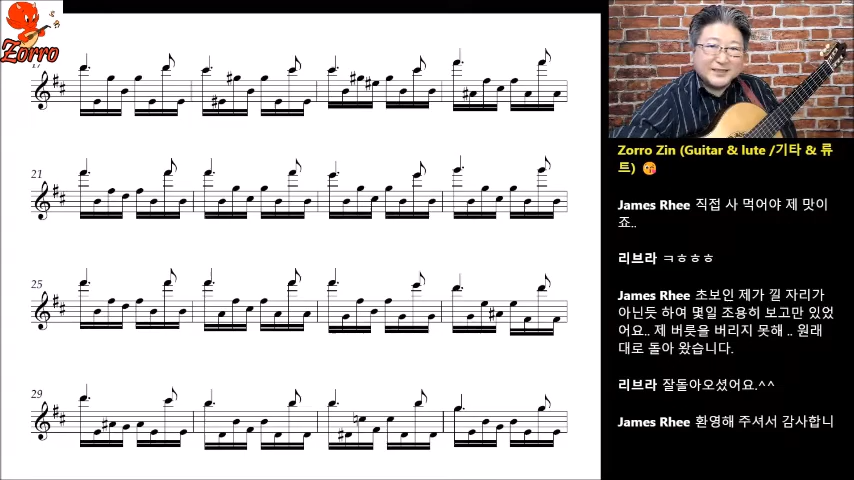 Zorro
17
21
25
29
Zorro Zin (Guitar & lute /기타 & 류
트) 😘
James Rhee 직접 사 먹어야 제 맛이
죠..
리브라 ㅋㅎㅎㅎ
James Rhee 초보인 제가 낄 자리가
아닌듯 하여 몇일 조용히 보고만 있었
어요.. 제 버릇을 버리지 못해 .. 원래
대로 돌아 왔습니다.
리브라 잘돌아오셨어요.^^
James Rhee 환영해 주셔서 감사합니